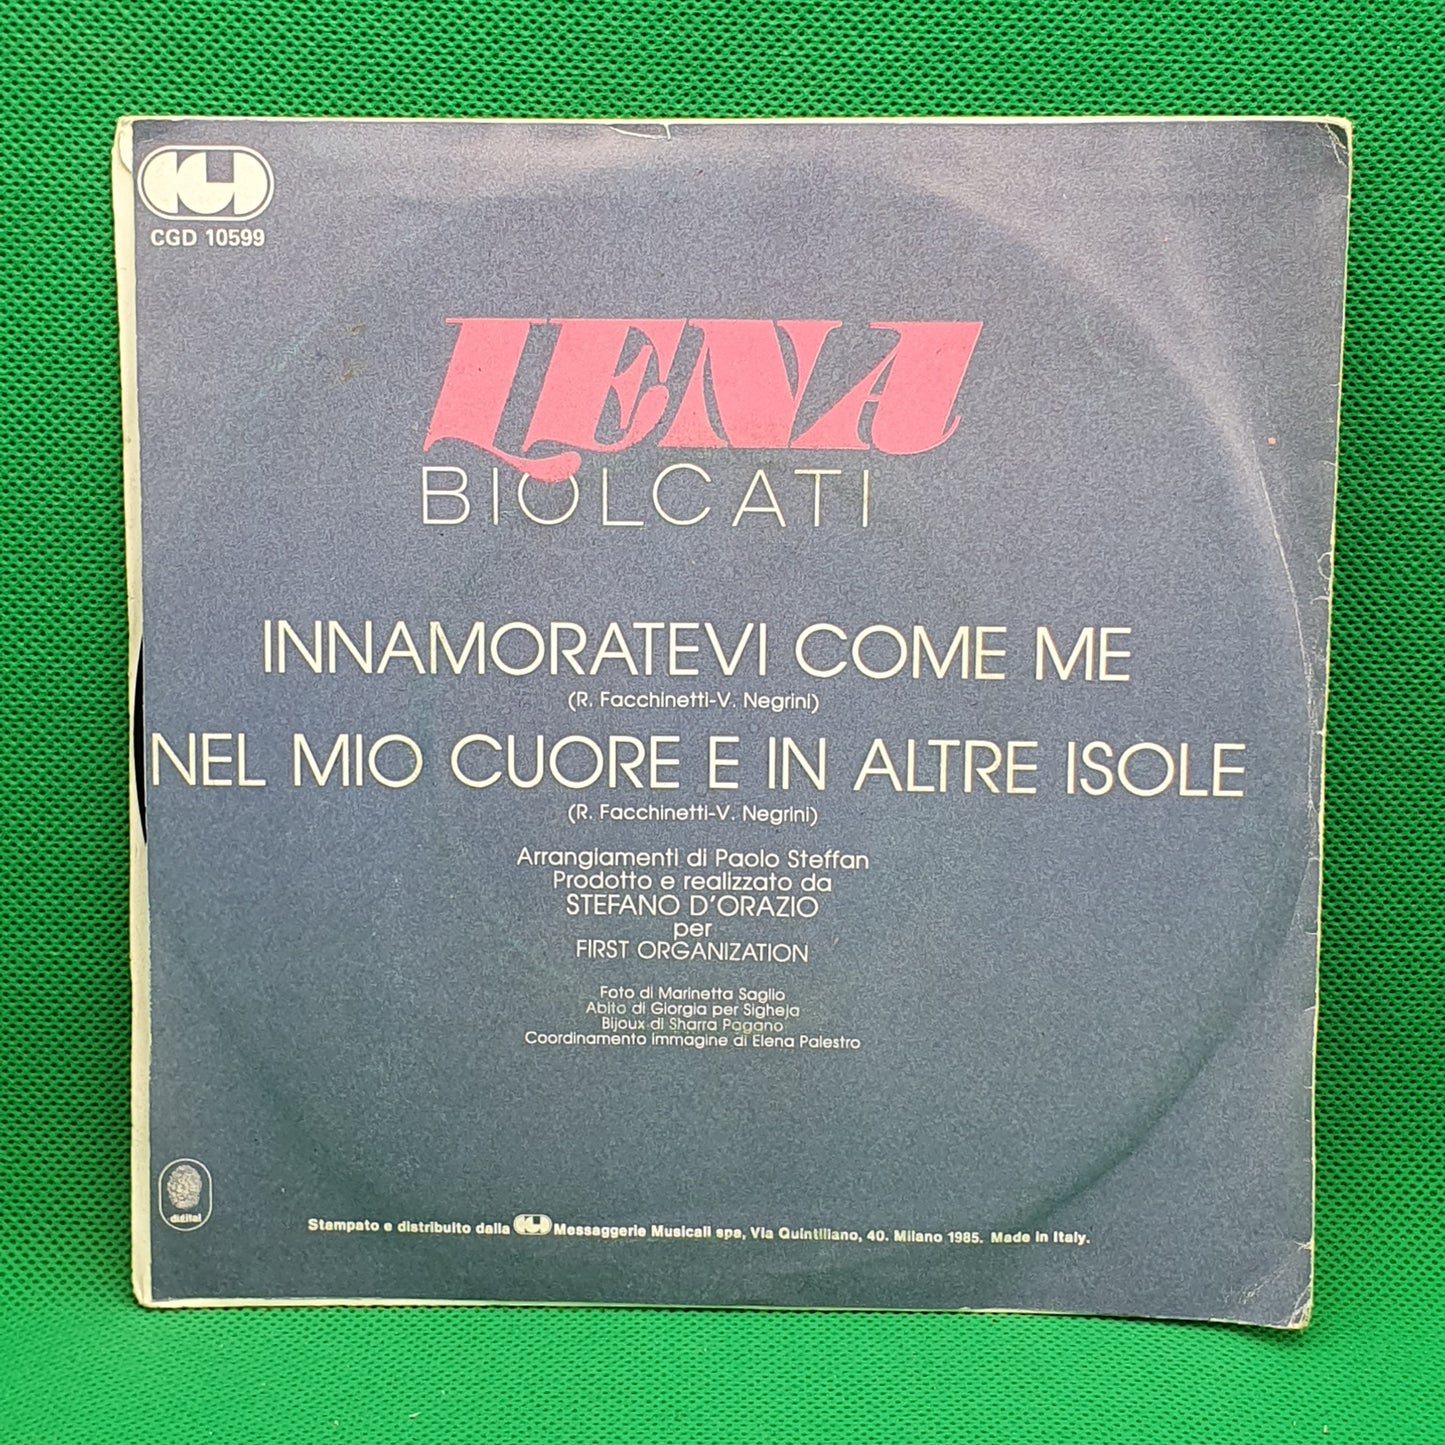 CGD
CGD 10599
LENA
BIOLCATI
INNAMORATEVI COME ME
(R. Facchinetti-V. Negrini)
NEL MIO CUORE E IN ALTRE ISOLE
(R. Facchinetti-V. Negrini)
Arrangiamenti di Paolo Steffan
Prodotto e realizzato da
STEFANO D'ORAZIO
per
FIRST ORGANIZATION
Foto di Marinetta Saglio
Abito di Giorgia per Sigheja
Bijoux di Sharra Pagano
Coordinamento immagine di Elena Palestro
digital
Stampato e distribuito dalla CGD Messaggerie Musicali spa, Via Quintiliano, 40. Milano 1985. Made in Italy.